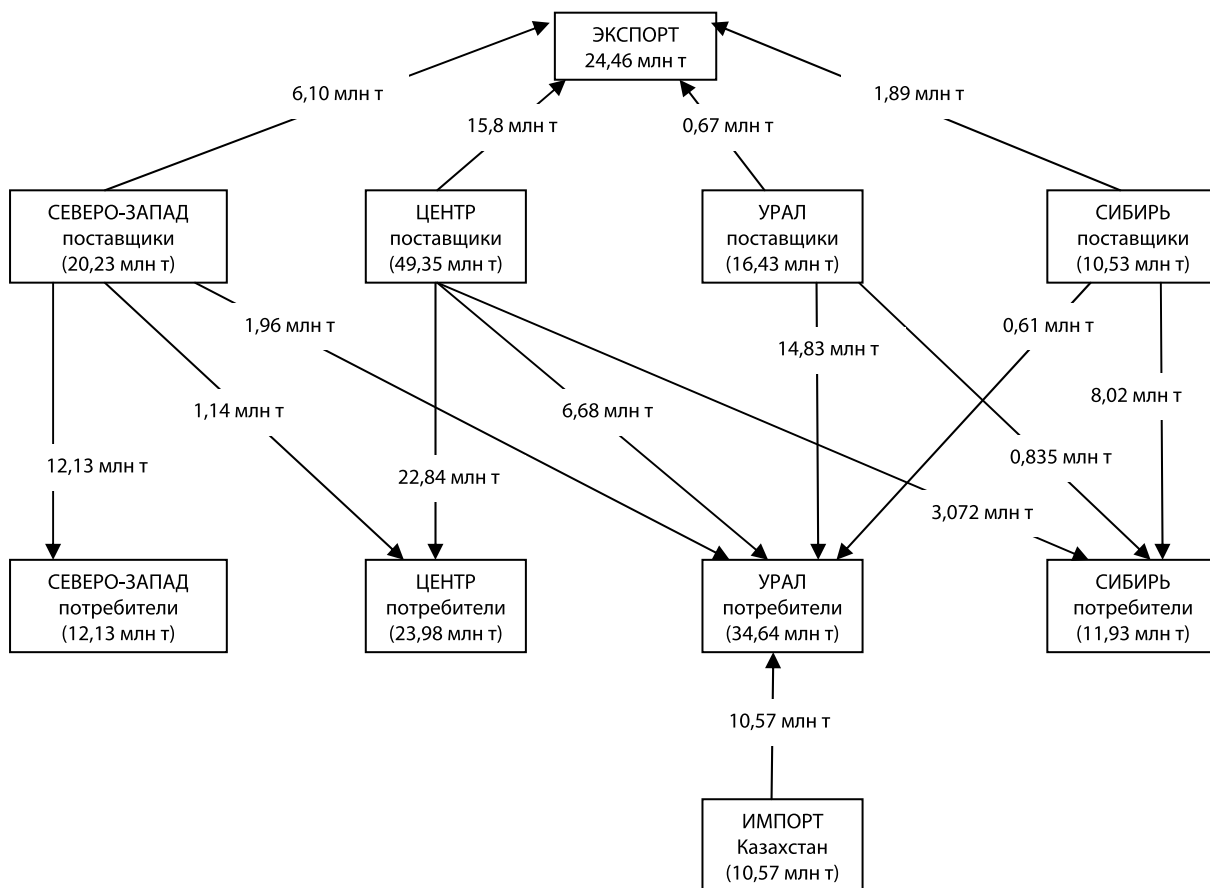 ЭКСПОРТ
24,46 млн т
6,10 млн т
1,89 млн т
15,8 млн т
0,67 млн т
СЕВЕРО-ЗАПАД
поставщики
(20,23 млн т)
ЦЕНТР
поставщики
(49,35 млн т)
УРАЛ
поставщики
(16,43 млн т)
СИБИРЬ
поставщики
(10,53 млн т)
1,96 млн т
0,61 млн т
14,83 млн т
8,02 млн т
1,14 млн т
6,68 млн т
0,835 млн т
12,13 млн т
22,84 млн т
3,072 млн т
СЕВЕРО-ЗАПАД
потребители
(12,13 млн т)
ЦЕНТР
потребители
(23,98 млн т)
УРАЛ
потребители
(34,64 млн т)
СИБИРЬ
потребители
(11,93 млн т)
10,57 млн т
ИМПОРТ
Казахстан
(10,57 млн т)